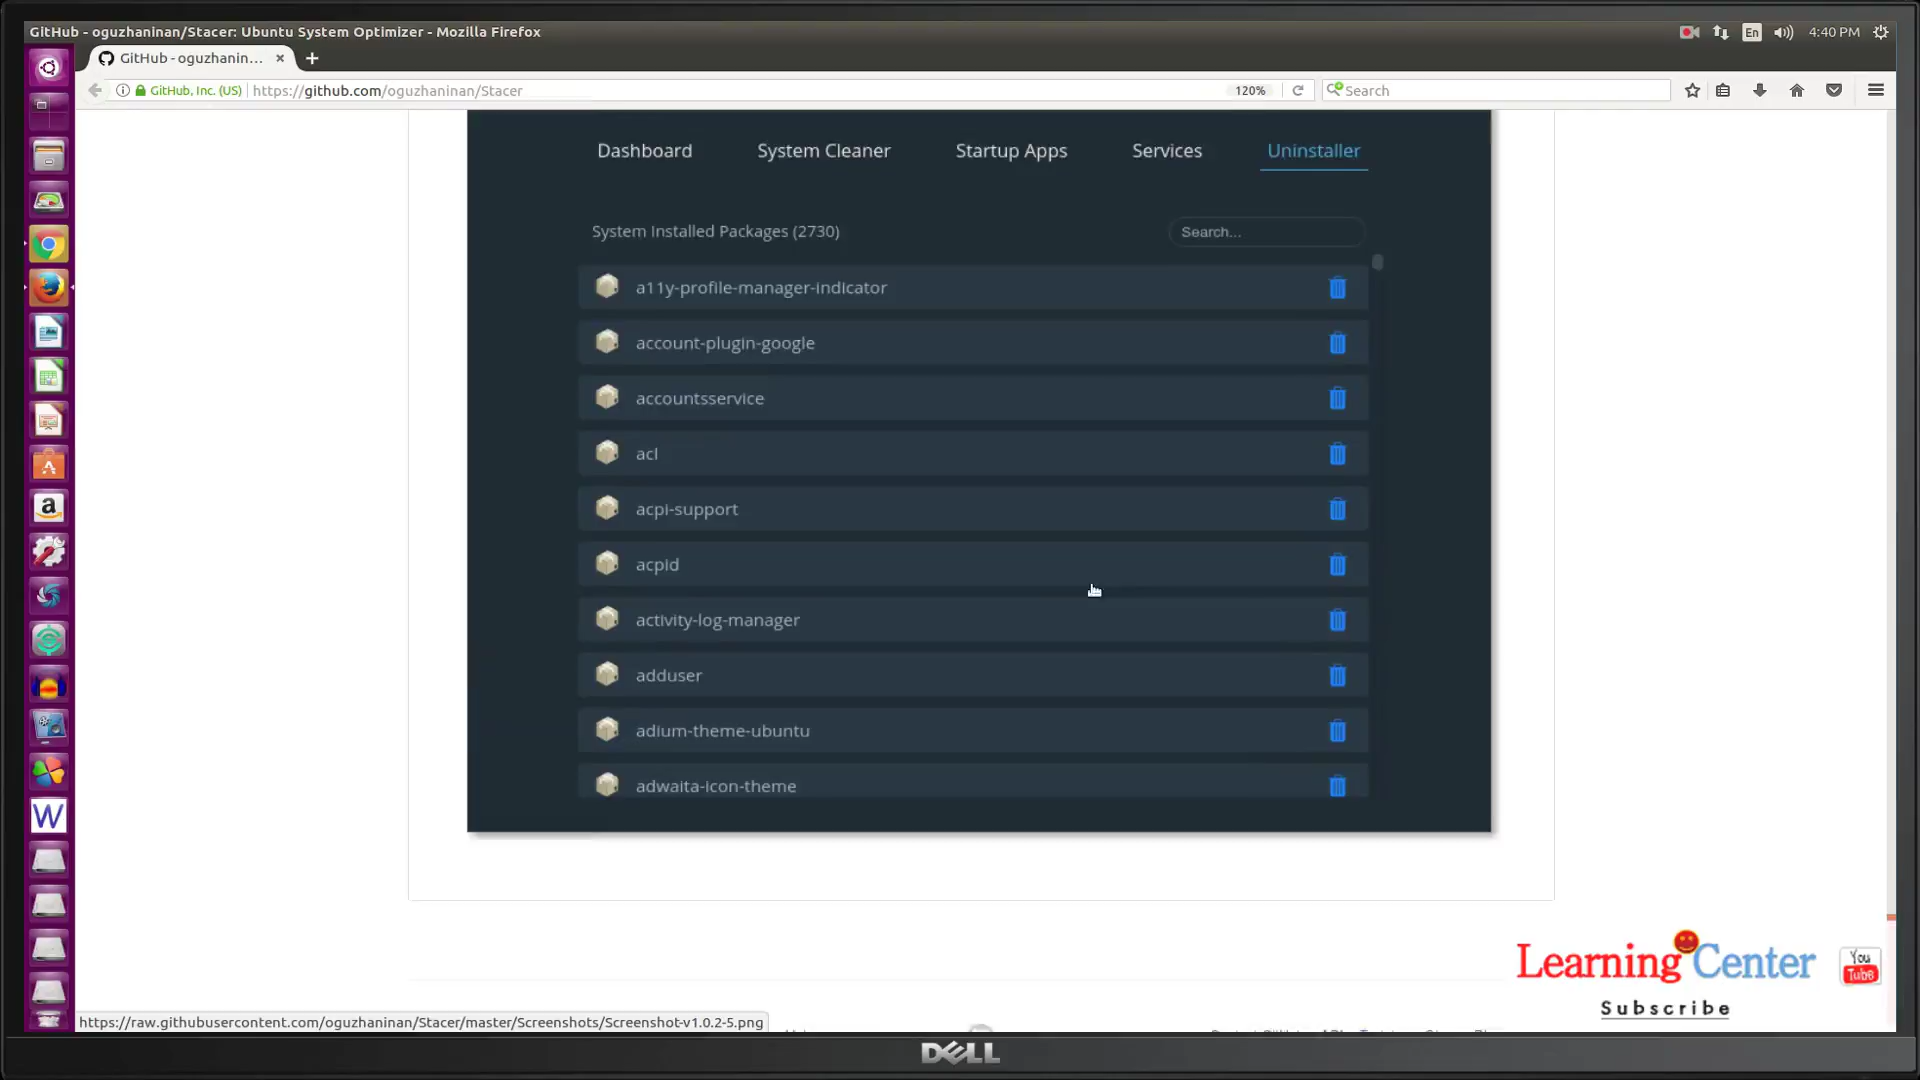 GitHub - oguzhaninan/Stacer: Ubuntu System Optimizer - Mozilla Firefox
En
4:40 PM
GitHub - oguzhanin...
GitHub, Inc. (US)
https://github.com/oguzhaninan/Stacer
120%
Search
Dashboard
System Cleaner
Startup Apps
Services
Uninstaller
System Installed Packages (2730)
Search...
a11y-profile-manager-indicator
account-plugin-google
accountsservice
acl
acpi-support
acpid
activity-log-manager
adduser
adium-theme-ubuntu
adwaita-icon-theme
a
W
Learning Center
You
Tube
Subscribe
https://raw.githubusercontent.com/oguzhaninan/Stacer/master/Screenshots/Screenshot-v1.0.2-5.png
DELL